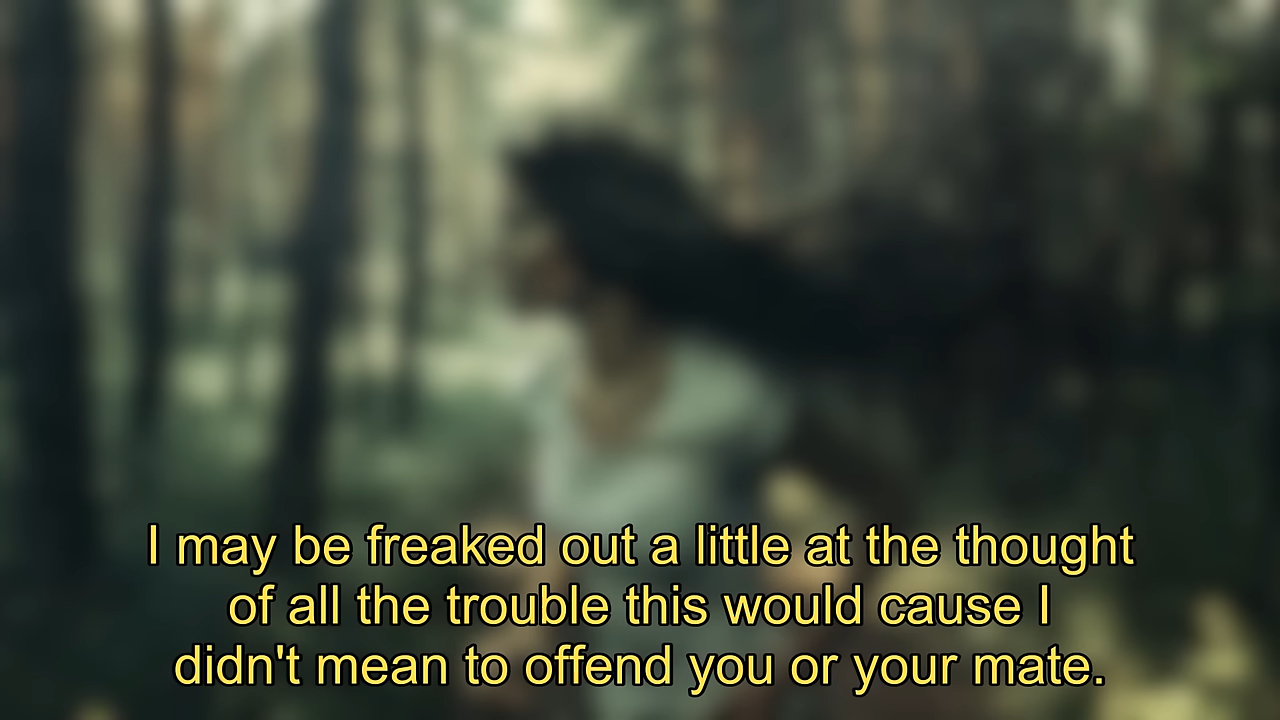 I may be freaked out a little at the thought
of all the trouble this would cause I
didn't mean to offend you or your mate.